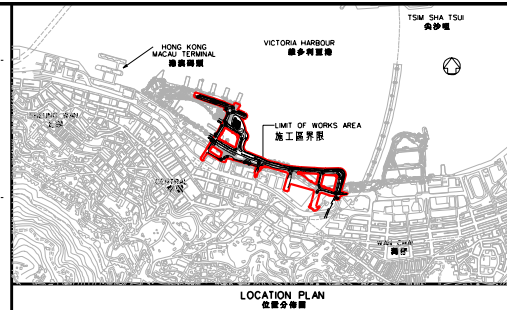 TSIM SHA TSUI
尖沙咀
HONG KONG
MACAU TERMINAL
港澳碼頭
VICTORIA HARBOUR
維多利亞港
SHEUNG WAN
上環
LIMIT OF WORKS AREA
施工區界限
CENTRAL
中環
WAN CHAI
灣仔
LOCATION PLAN
位置分佈圖